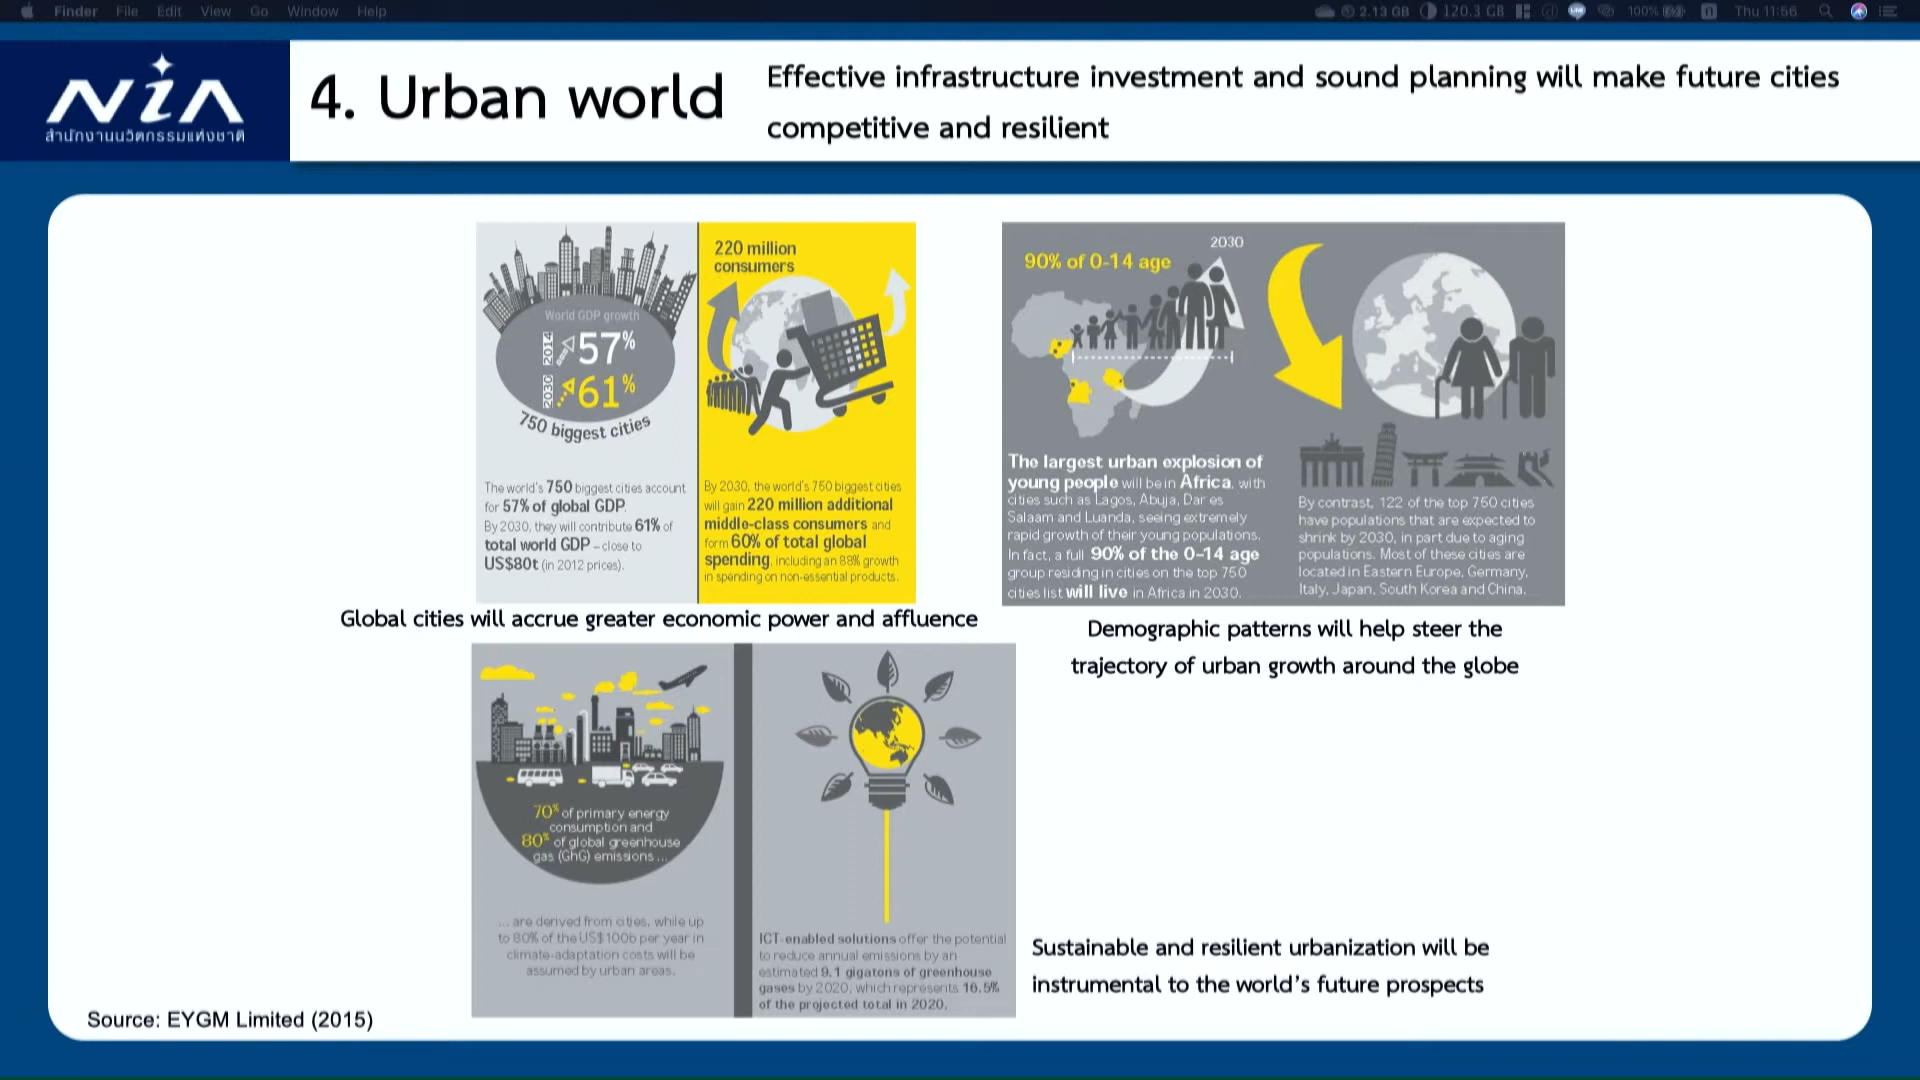 Finder File Edit View Go Window Help
2.13 GB 120.3 GB 100% Thu 11:56
NiA
สำนักงานนวัตกรรมแห่งชาติ
4. Urban world
Effective infrastructure investment and sound planning will make future cities
competitive and resilient
World GDP growth
2014 57%
2030 61%
750 biggest cities
The world's 750 biggest cities account
for 57% of global GDP.
By 2030, they will contribute 61% of
total world GDP – close to
US$80t (in 2012 prices).
220 million
consumers
By 2030, the world's 750 biggest cities
will gain 220 million additional
middle-class consumers and
form 60% of total global
spending, including an 88% growth
in spending on non-essential products.
Global cities will accrue greater economic power and affluence
2030
90% of 0-14 age
The largest urban explosion of
young people will be in Africa, with
cities such as Lagos, Abuja, Dar es
Salaam and Luanda, seeing extremely
rapid growth of their young populations.
In fact, a full 90% of the 0–14 age
group residing in cities on the top 750
cities list will live in Africa in 2030.
By contrast, 122 of the top 750 cities
have populations that are expected to
shrink by 2030, in part due to aging
populations. Most of these cities are
located in Eastern Europe, Germany,
Italy, Japan, South Korea and China.
Demographic patterns will help steer the
trajectory of urban growth around the globe
70% of primary energy
consumption and
80% of global greenhouse
gas (GhG) emissions ...
... are derived from cities, while up
to 80% of the US$100b per year in
climate-adaptation costs will be
assumed by urban areas.
ICT-enabled solutions offer the potential
to reduce annual emissions by an
estimated 9.1 gigatons of greenhouse
gases by 2020, which represents 16.5%
of the projected total in 2020.
Sustainable and resilient urbanization will be
instrumental to the world's future prospects
Source: EYGM Limited (2015)